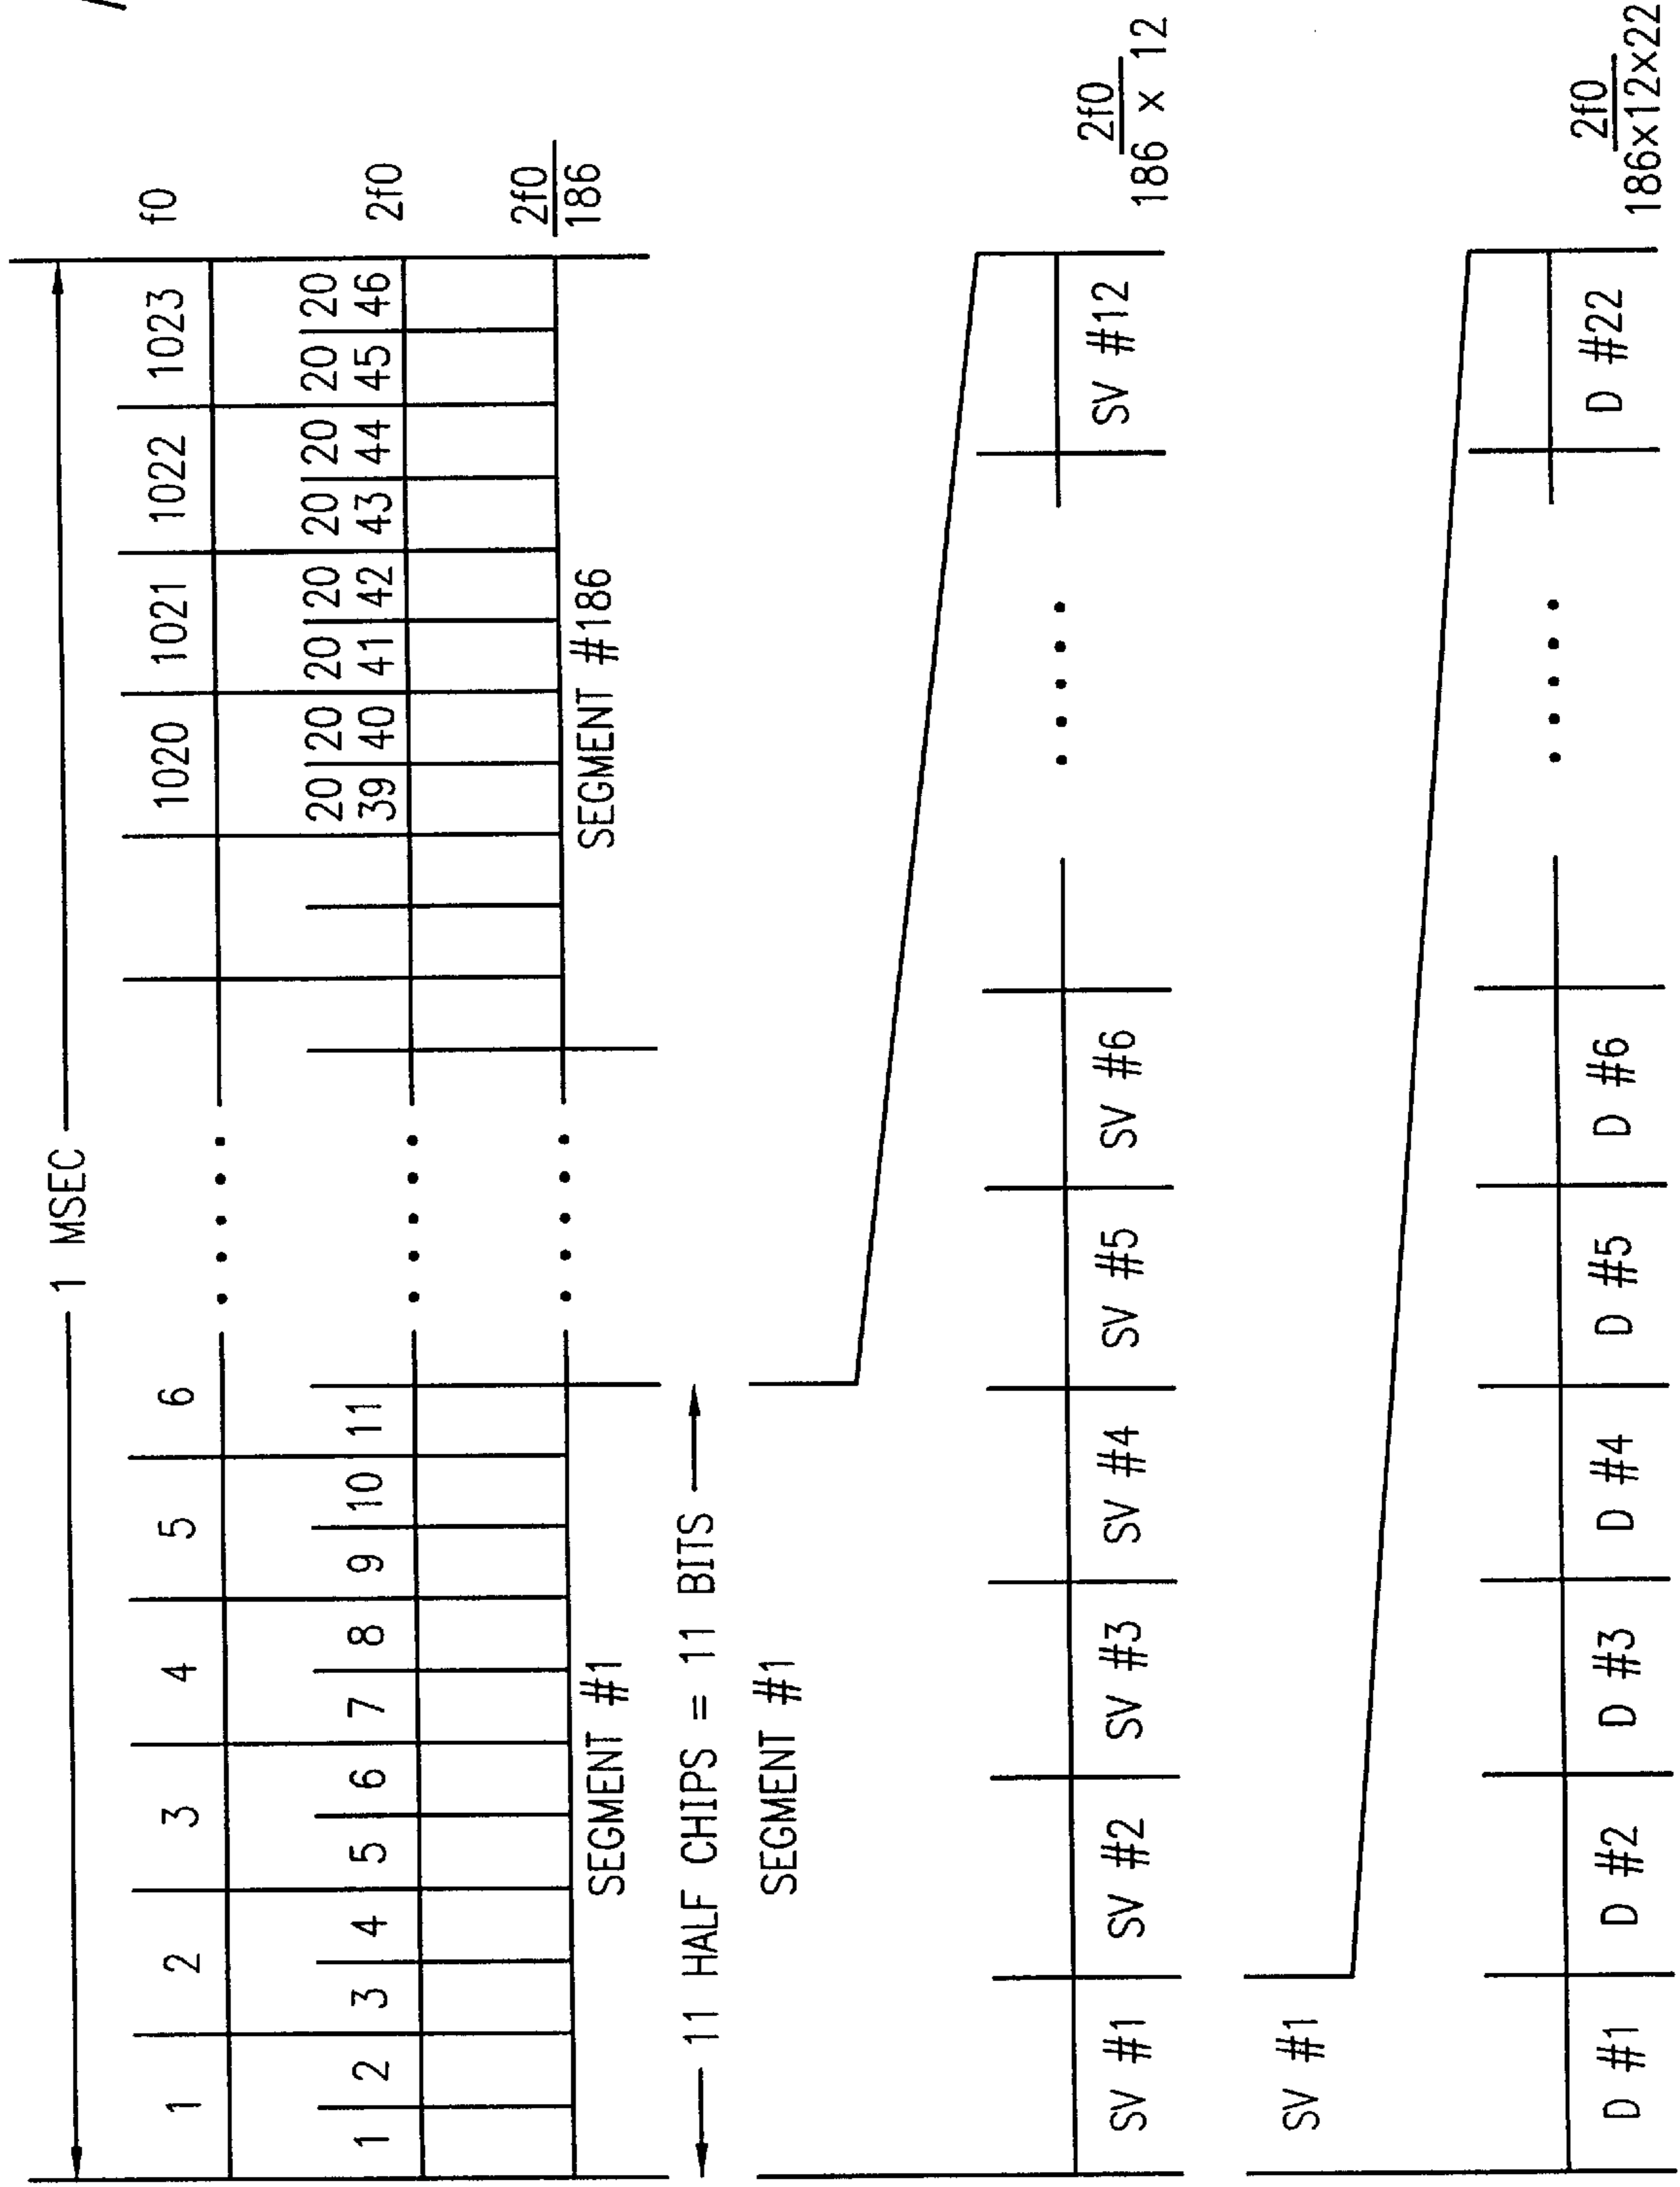 1 MSEC
1 2 3 4 5 6 1020 1021 1022 1023 f0
20 20 20 20 20 20 20 20
1 2 3 4 5 6 7 8 9 10 11 39 40 41 42 43 44 45 46 2f0
SEGMENT #1 SEGMENT #186 2f0
186
11 HALF CHIPS = 11 BITS
SEGMENT #1
SV #1 SV #2 SV #3 SV #4 SV #5 SV #6 SV #12 2f0
186 x 12
SV #1
D #1 D #2 D #3 D #4 D #5 D #6 D #22 2f0
186x12x22